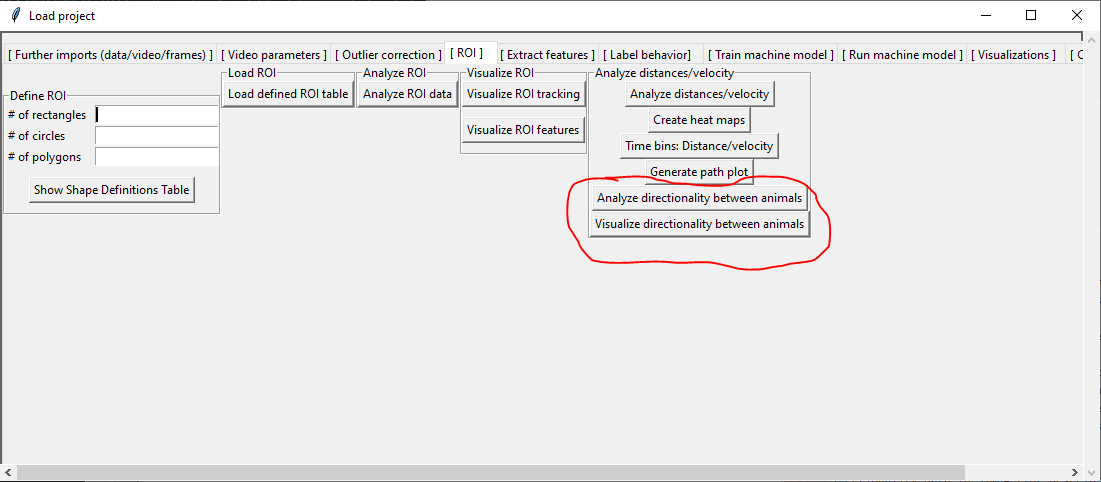 Load project
[ Further imports (data/video/frames) ] [ Video parameters ] [ Outlier correction ] [ ROI ] [ Extract features ] [ Label behavior] [ Train machine model ] [ Run machine model ] [ Visualizations ]
Define ROI
# of rectangles
# of circles
# of polygons
Show Shape Definitions Table
Load ROI
Load defined ROI table
Analyze ROI
Analyze ROI data
Visualize ROI
Visualize ROI tracking
Visualize ROI features
Analyze distances/velocity
Analyze distances/velocity
Create heat maps
Time bins: Distance/velocity
Generate path plot
Analyze directionality between animals
Visualize directionality between animals